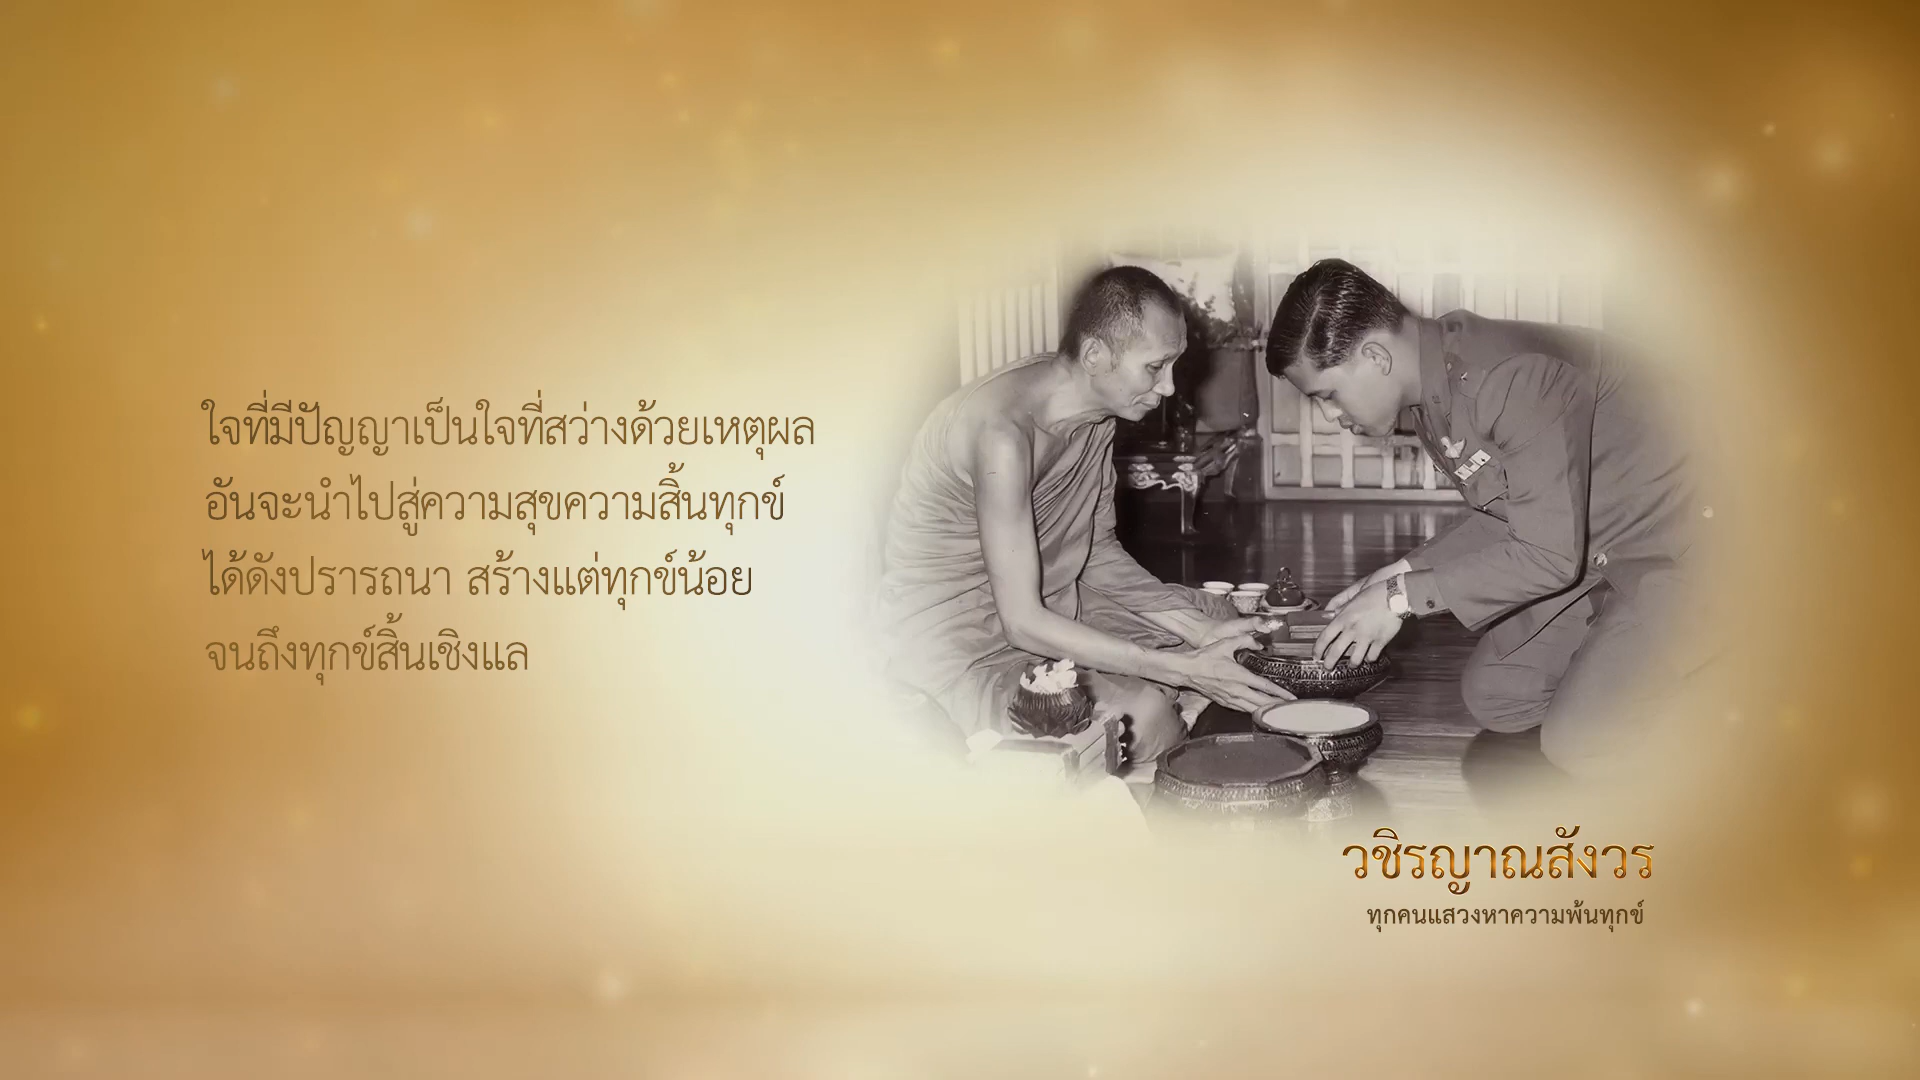 ใจที่มีปัญญาเป็นใจที่สว่างด้วยเหตุผล
อันจะนำไปสู่ความสุขความสิ้นทุกข์
ได้ดังปรารถนา สร้างแต่ทุกข์น้อย
จนถึงทุกข์สิ้นเชิงแล
วชิรญาณสังวร
ทุกคนแสวงหาความพ้นทุกข์